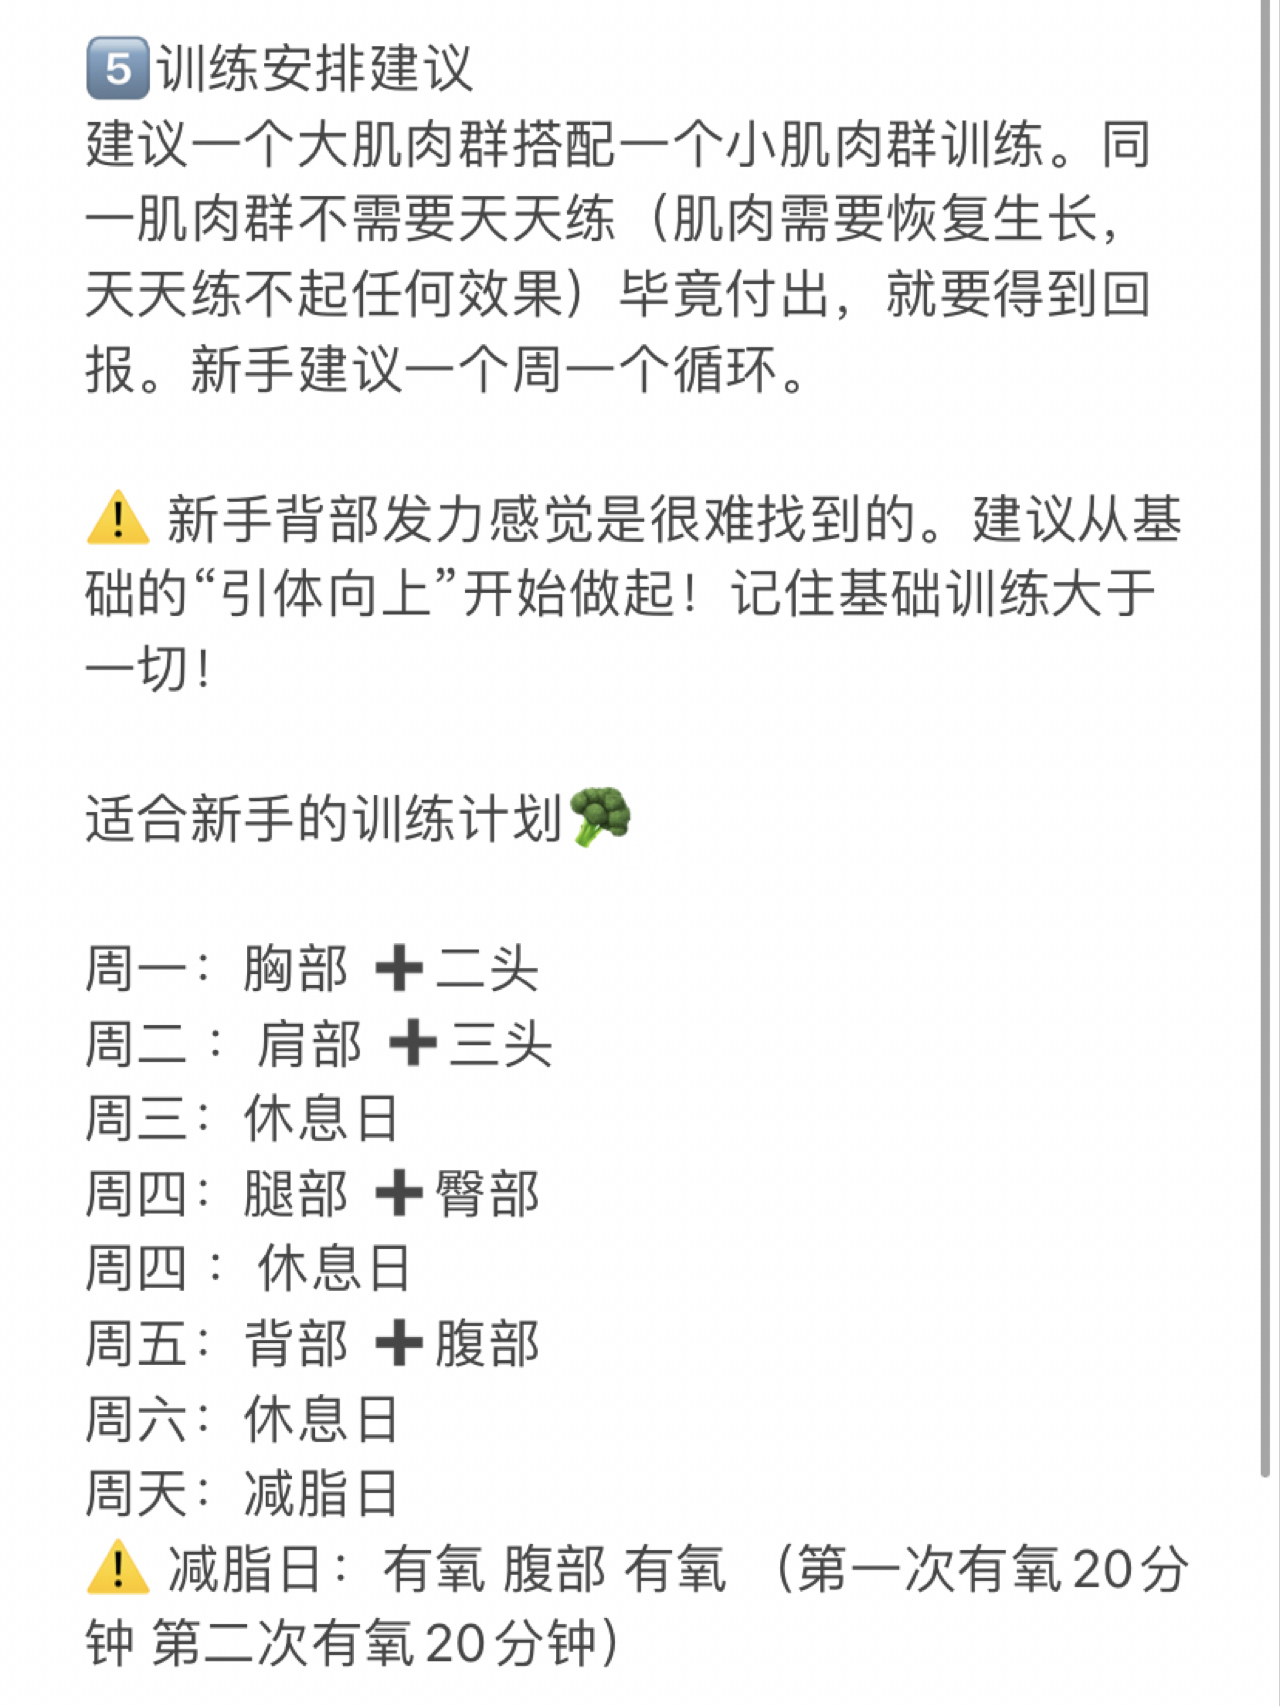 5️⃣训练安排建议
建议一个大肌肉群搭配一个小肌肉群训练。同
一肌肉群不需要天天练（肌肉需要恢复生长，
天天练不起任何效果）毕竟付出，就要得到回
报。新手建议一个周一个循环。
⚠️ 新手背部发力感觉是很难找到的。建议从基
础的“引体向上”开始做起！记住基础训练大于
一切！
适合新手的训练计划🥦
周一：胸部 ➕二头
周二 ：肩部 ➕三头
周三：休息日
周四：腿部 ➕臀部
周四 ：休息日
周五：背部 ➕腹部
周六：休息日
周天：减脂日
⚠️ 减脂日：有氧 腹部 有氧 （第一次有氧20分
钟 第二次有氧20分钟）